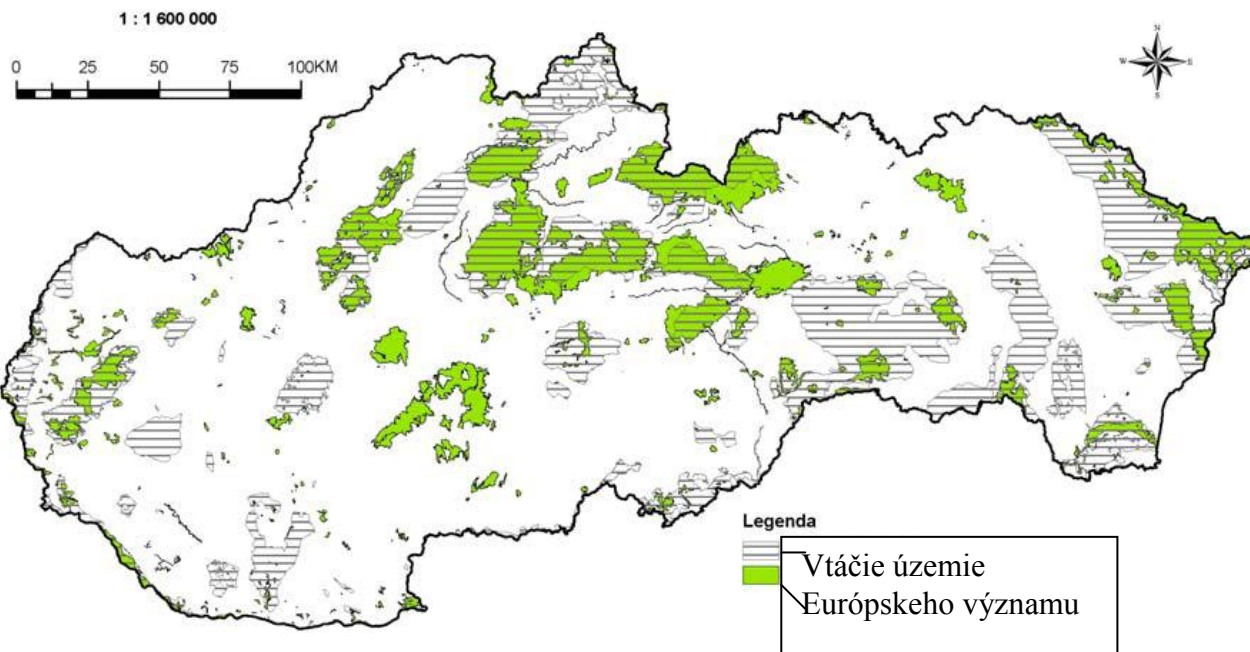 1 : 1 600 000
0 25 50 75 100KM
N
W E
S
Legenda
Vtáčie územie
Európskeho významu